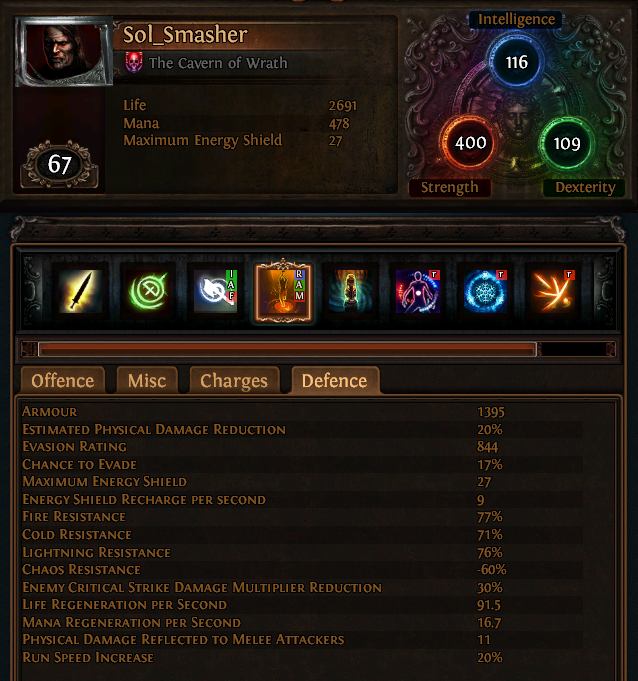 Sol_Smasher
The Cavern of Wrath
Life 2691
Mana 478
Maximum Energy Shield 27
67
Intelligence
116
400
109
Strength
Dexterity
I
A
F
R
A
M
r
r
r
Offence Misc Charges Defence
Armour 1395
Estimated Physical Damage Reduction 20%
Evasion Rating 844
Chance to Evade 17%
Maximum Energy Shield 27
Energy Shield Recharge per second 9
Fire Resistance 77%
Cold Resistance 71%
Lightning Resistance 76%
Chaos Resistance -60%
Enemy Critical Strike Damage Multiplier Reduction 30%
Life Regeneration per Second 91.5
Mana Regeneration per Second 16.7
Physical Damage Reflected to Melee Attackers 11
Run Speed Increase 20%